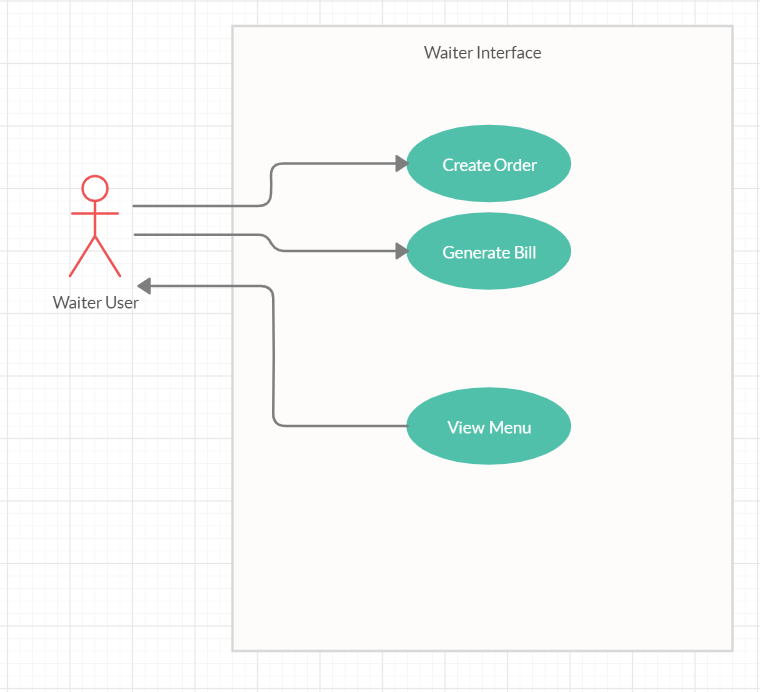 Waiter Interface
Create Order
Generate Bill
Waiter User
View Menu